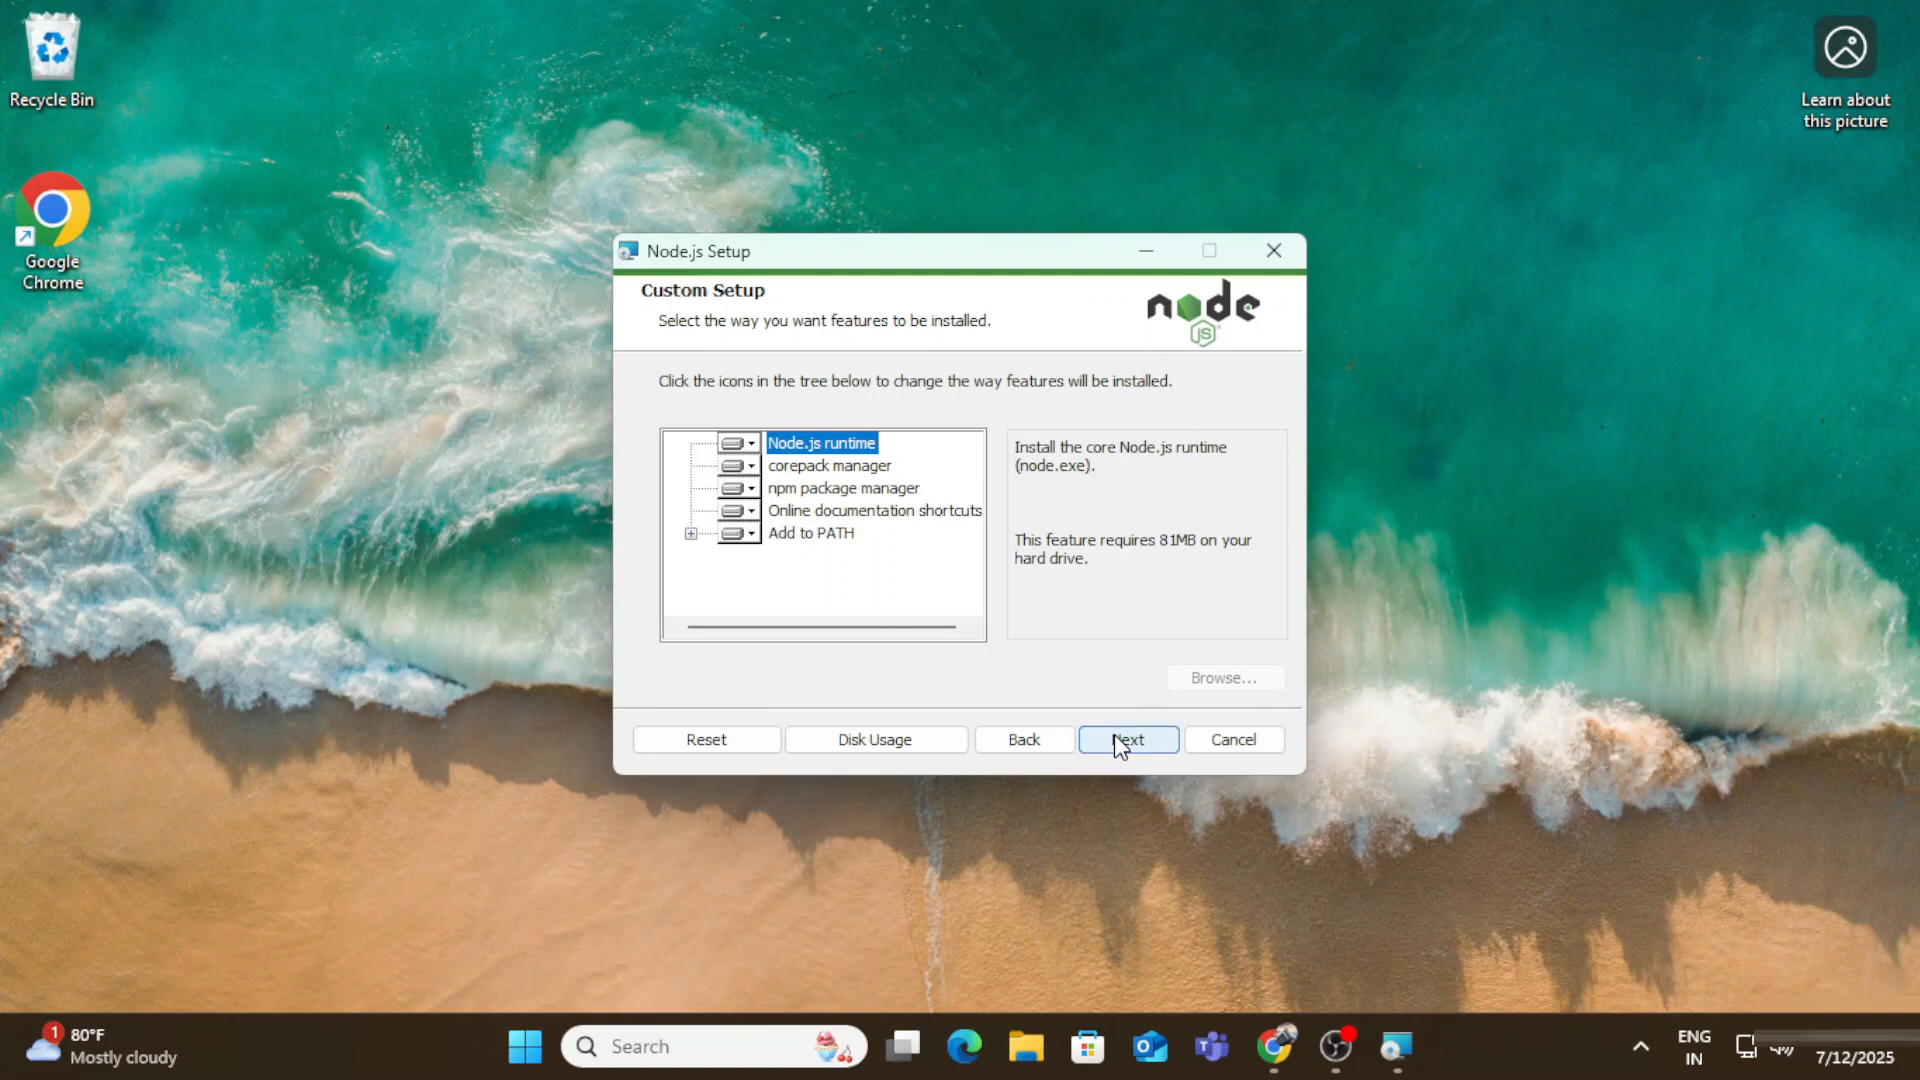 Recycle Bin
Google
Chrome
Learn about
this picture
Node.js Setup
Custom Setup
Select the way you want features to be installed.
node
JS
Click the icons in the tree below to change the way features will be installed.
Node.js runtime
corepack manager
npm package manager
Online documentation shortcuts
Add to PATH
Install the core Node.js runtime
(node.exe).
This feature requires 81MB on your
hard drive.
Browse...
Reset
Disk Usage
Back
Next
Cancel
1
80°F
Mostly cloudy
Search
ENG
IN
7/12/2025